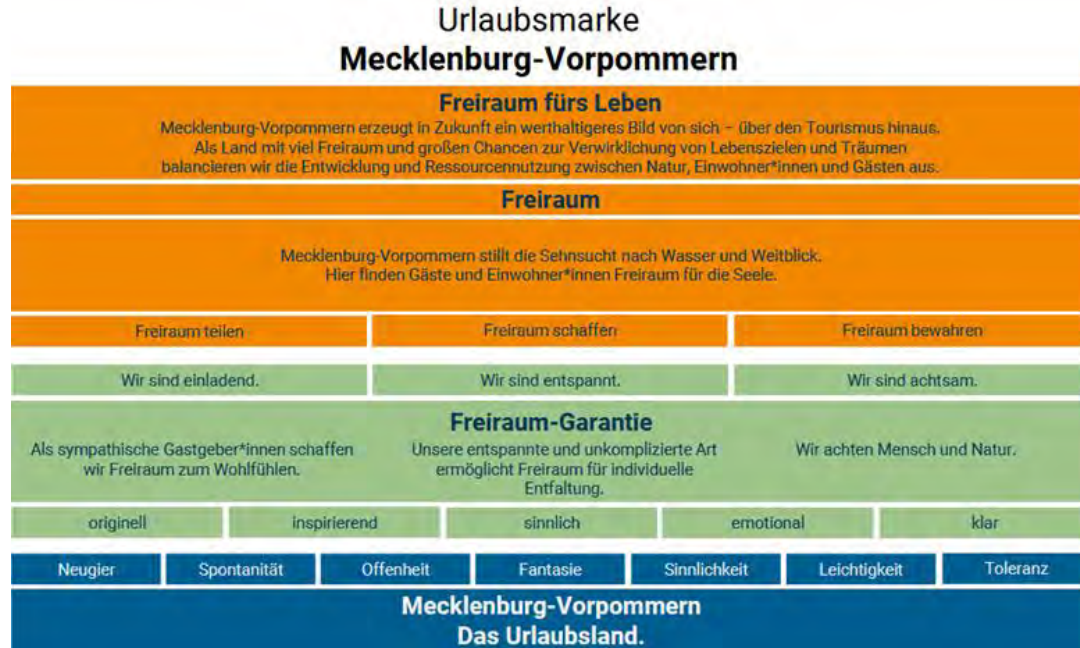 Urlaubsmarke
Mecklenburg-Vorpommern
Freiraum fürs Leben
Mecklenburg-Vorpommern erzeugt in Zukunft ein werthaltigeres Bild von sich – über den Tourismus hinaus.
Als Land mit viel Freiraum und großen Chancen zur Verwirklichung von Lebenszielen und Träumen
balancieren wir die Entwicklung und Ressourcennutzung zwischen Natur, Einwohner*innen und Gästen aus.
Freiraum
Mecklenburg-Vorpommern stillt die Sehnsucht nach Wasser und Weitblick.
Hier finden Gäste und Einwohner*innen Freiraum für die Seele.
Freiraum teilen
Freiraum schaffen
Freiraum bewahren
Wir sind einladend.
Wir sind entspannt.
Wir sind achtsam.
Freiraum-Garantie
Als sympathische Gastgeber*innen schaffen
wir Freiraum zum Wohlfühlen.
Unsere entspannte und unkomplizierte Art
ermöglicht Freiraum für individuelle
Entfaltung.
Wir achten Mensch und Natur.
originell
inspirierend
sinnlich
emotional
klar
Neugier
Spontanität
Offenheit
Fantasie
Sinnlichkeit
Leichtigkeit
Toleranz
Mecklenburg-Vorpommern
Das Urlaubsland.